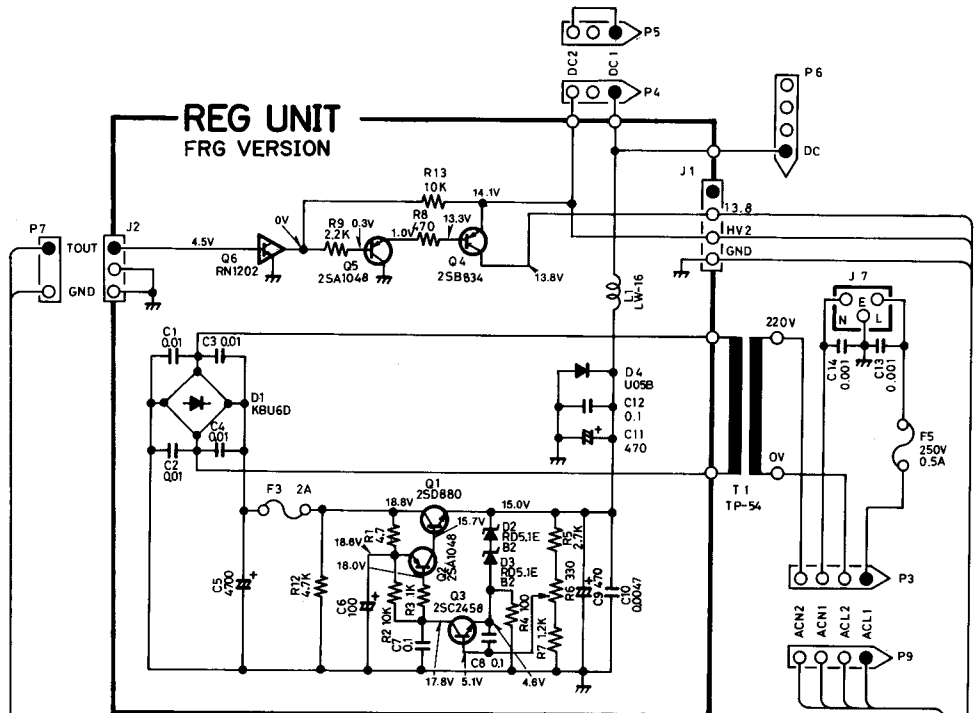 DC2
DC1
P5
P4
P6
DC
REG UNIT
FRG VERSION
J1
13.8
HV2
GND
P7
J2
TOUT
GND
4.5V
Q6
RN1202
0V
R9
2.2K
0.3V
Q5
2SA1048
1.0V
R8
470
13.3V
R13
10K
14.1V
Q4
2SB834
13.8V
L1
LW-16
J7
N
E
L
C14
0.001
C13
0.001
F5
250V
0.5A
220V
0V
T1
TP-54
C1
0.01
C3 0.01
D1
KBU6D
C4
0.01
C2
0.01
D4
U05B
C12
0.1
C11
470
F3 2A
C5
4700
R12
4.7K
18.8V
Q1
2SD880
15.0V
15.7V
R1
4.7
18.6V
18.0V
Q2
2SA1048
C6
100
R2 10K
R3 1K
Q3
2SC2458
C7
0.1
17.8V
5.1V
C8 0.1
4.6V
D2
RD5.1E
B2
D3
RD5.1E
B2
R4 100
R5
2.7K
R6 330
R7 1.2K
C9 470
C10
0.0047
P3
ACN2
ACN1
ACL2
ACL1
P9